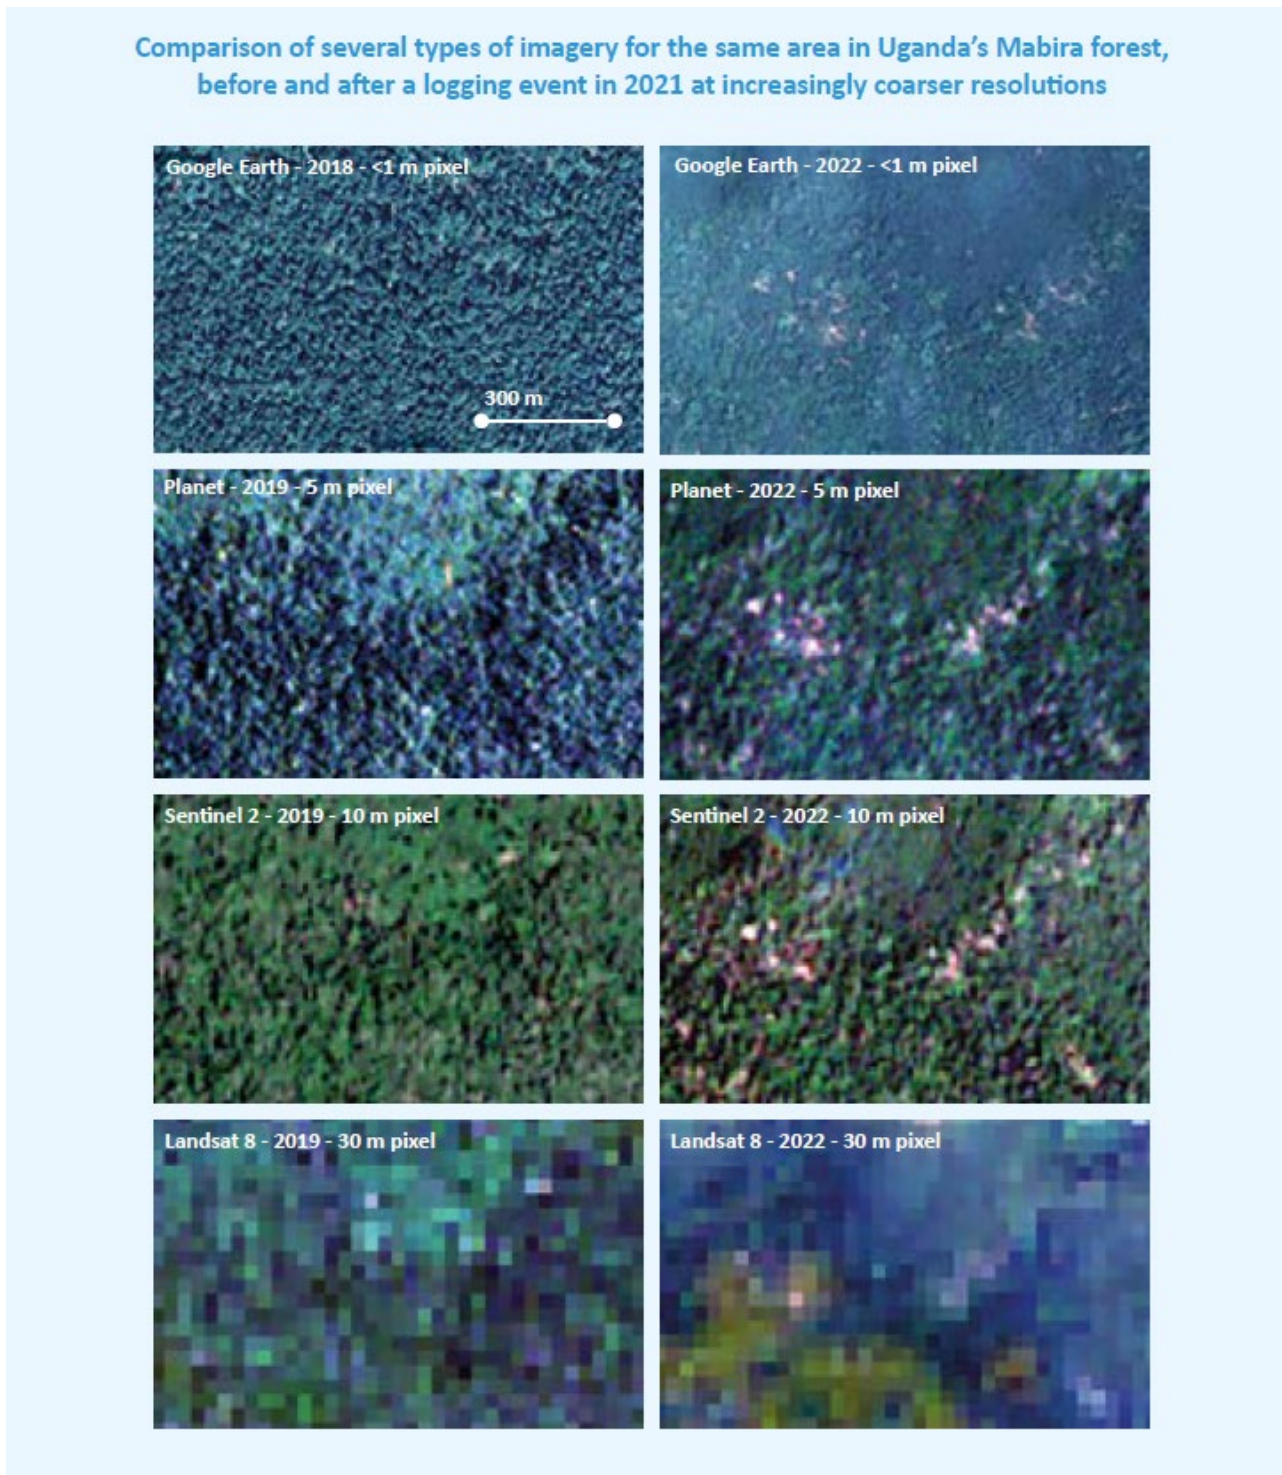 Comparison of several types of imagery for the same area in Uganda’s Mabira forest,
before and after a logging event in 2021 at increasingly coarser resolutions
Google Earth - 2018 - <1 m pixel
Google Earth - 2022 - <1 m pixel
300 m
Planet - 2019 - 5 m pixel
Planet - 2022 - 5 m pixel
Sentinel 2 - 2019 - 10 m pixel
Sentinel 2 - 2022 - 10 m pixel
Landsat 8 - 2019 - 30 m pixel
Landsat 8 - 2022 - 30 m pixel